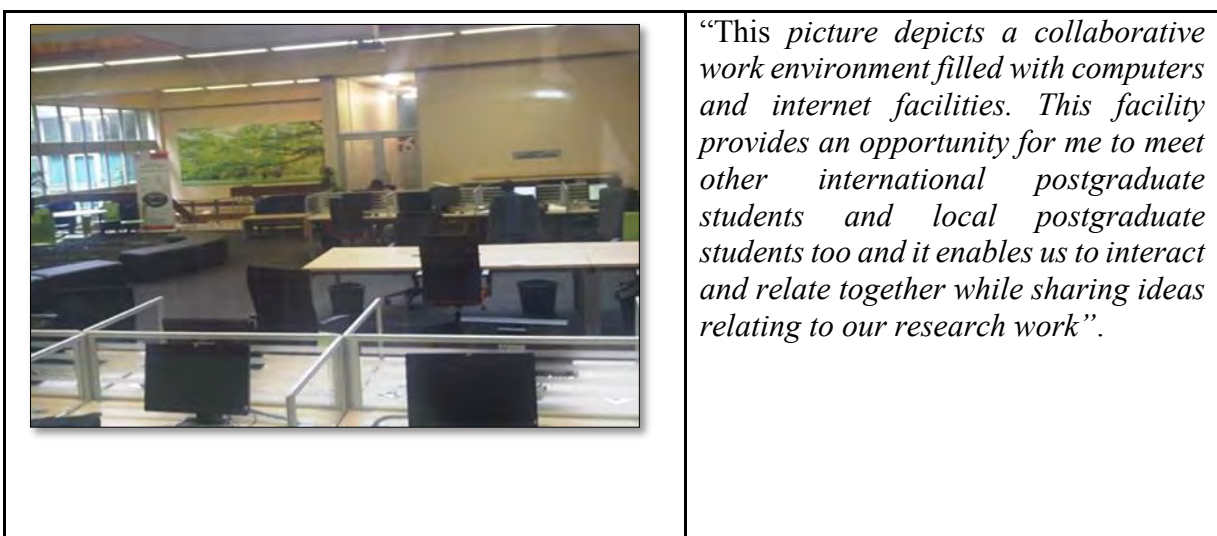 “This picture depicts a collaborative
work environment filled with computers
and internet facilities. This facility
provides an opportunity for me to meet
other international postgraduate
students and local postgraduate
students too and it enables us to interact
and relate together while sharing ideas
relating to our research work”.